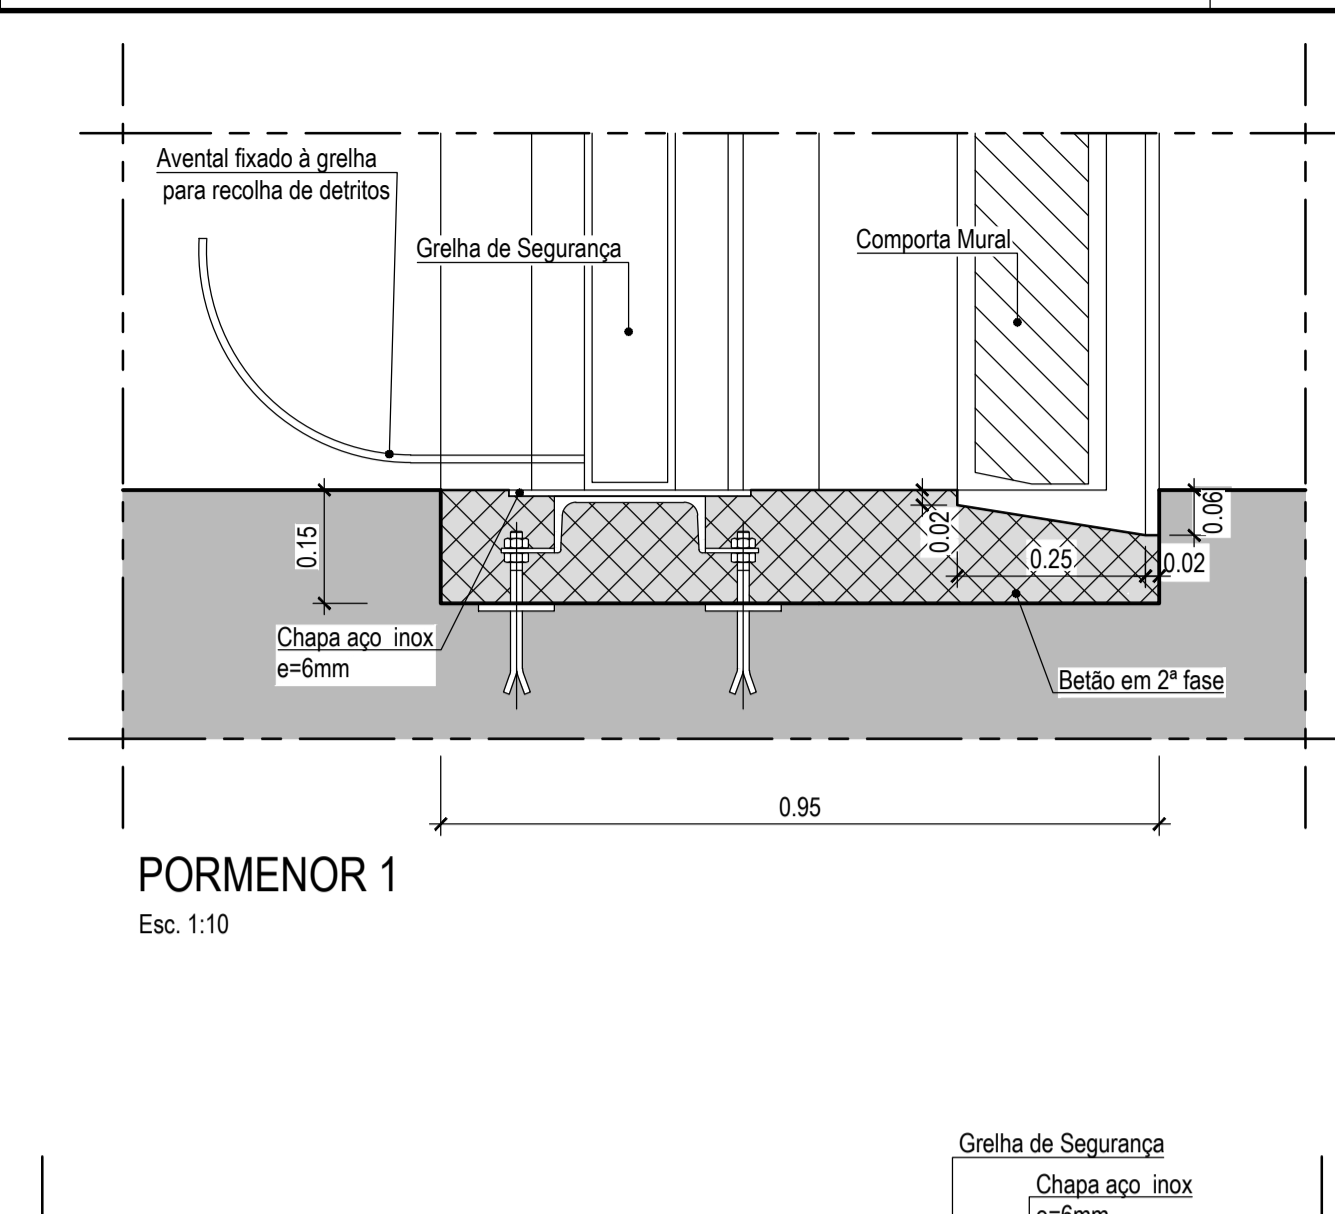 Avental fixado à grelha
para recolha de detritos
Grelha de Segurança
Comporta Mural
0.15
0.02
0.25
0.06
0.02
Chapa aço inox
e=6mm
Betão em 2ª fase
0.95
PORMENOR 1
Esc. 1:10
Grelha de Segurança
Chapa aço inox
e=6mm